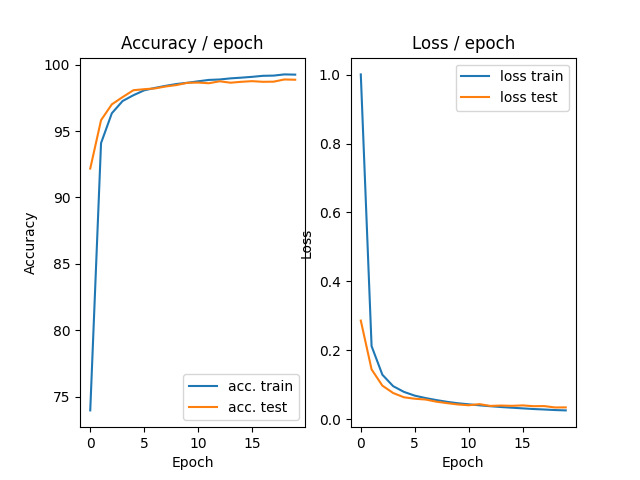 Accuracy / epoch
100
95
90
85
80
75
Accuracy
0
5
10
15
Epoch
acc. train
acc. test
Loss / epoch
1.0
0.8
0.6
0.4
0.2
0.0
Loss
0
5
10
15
Epoch
loss train
loss test